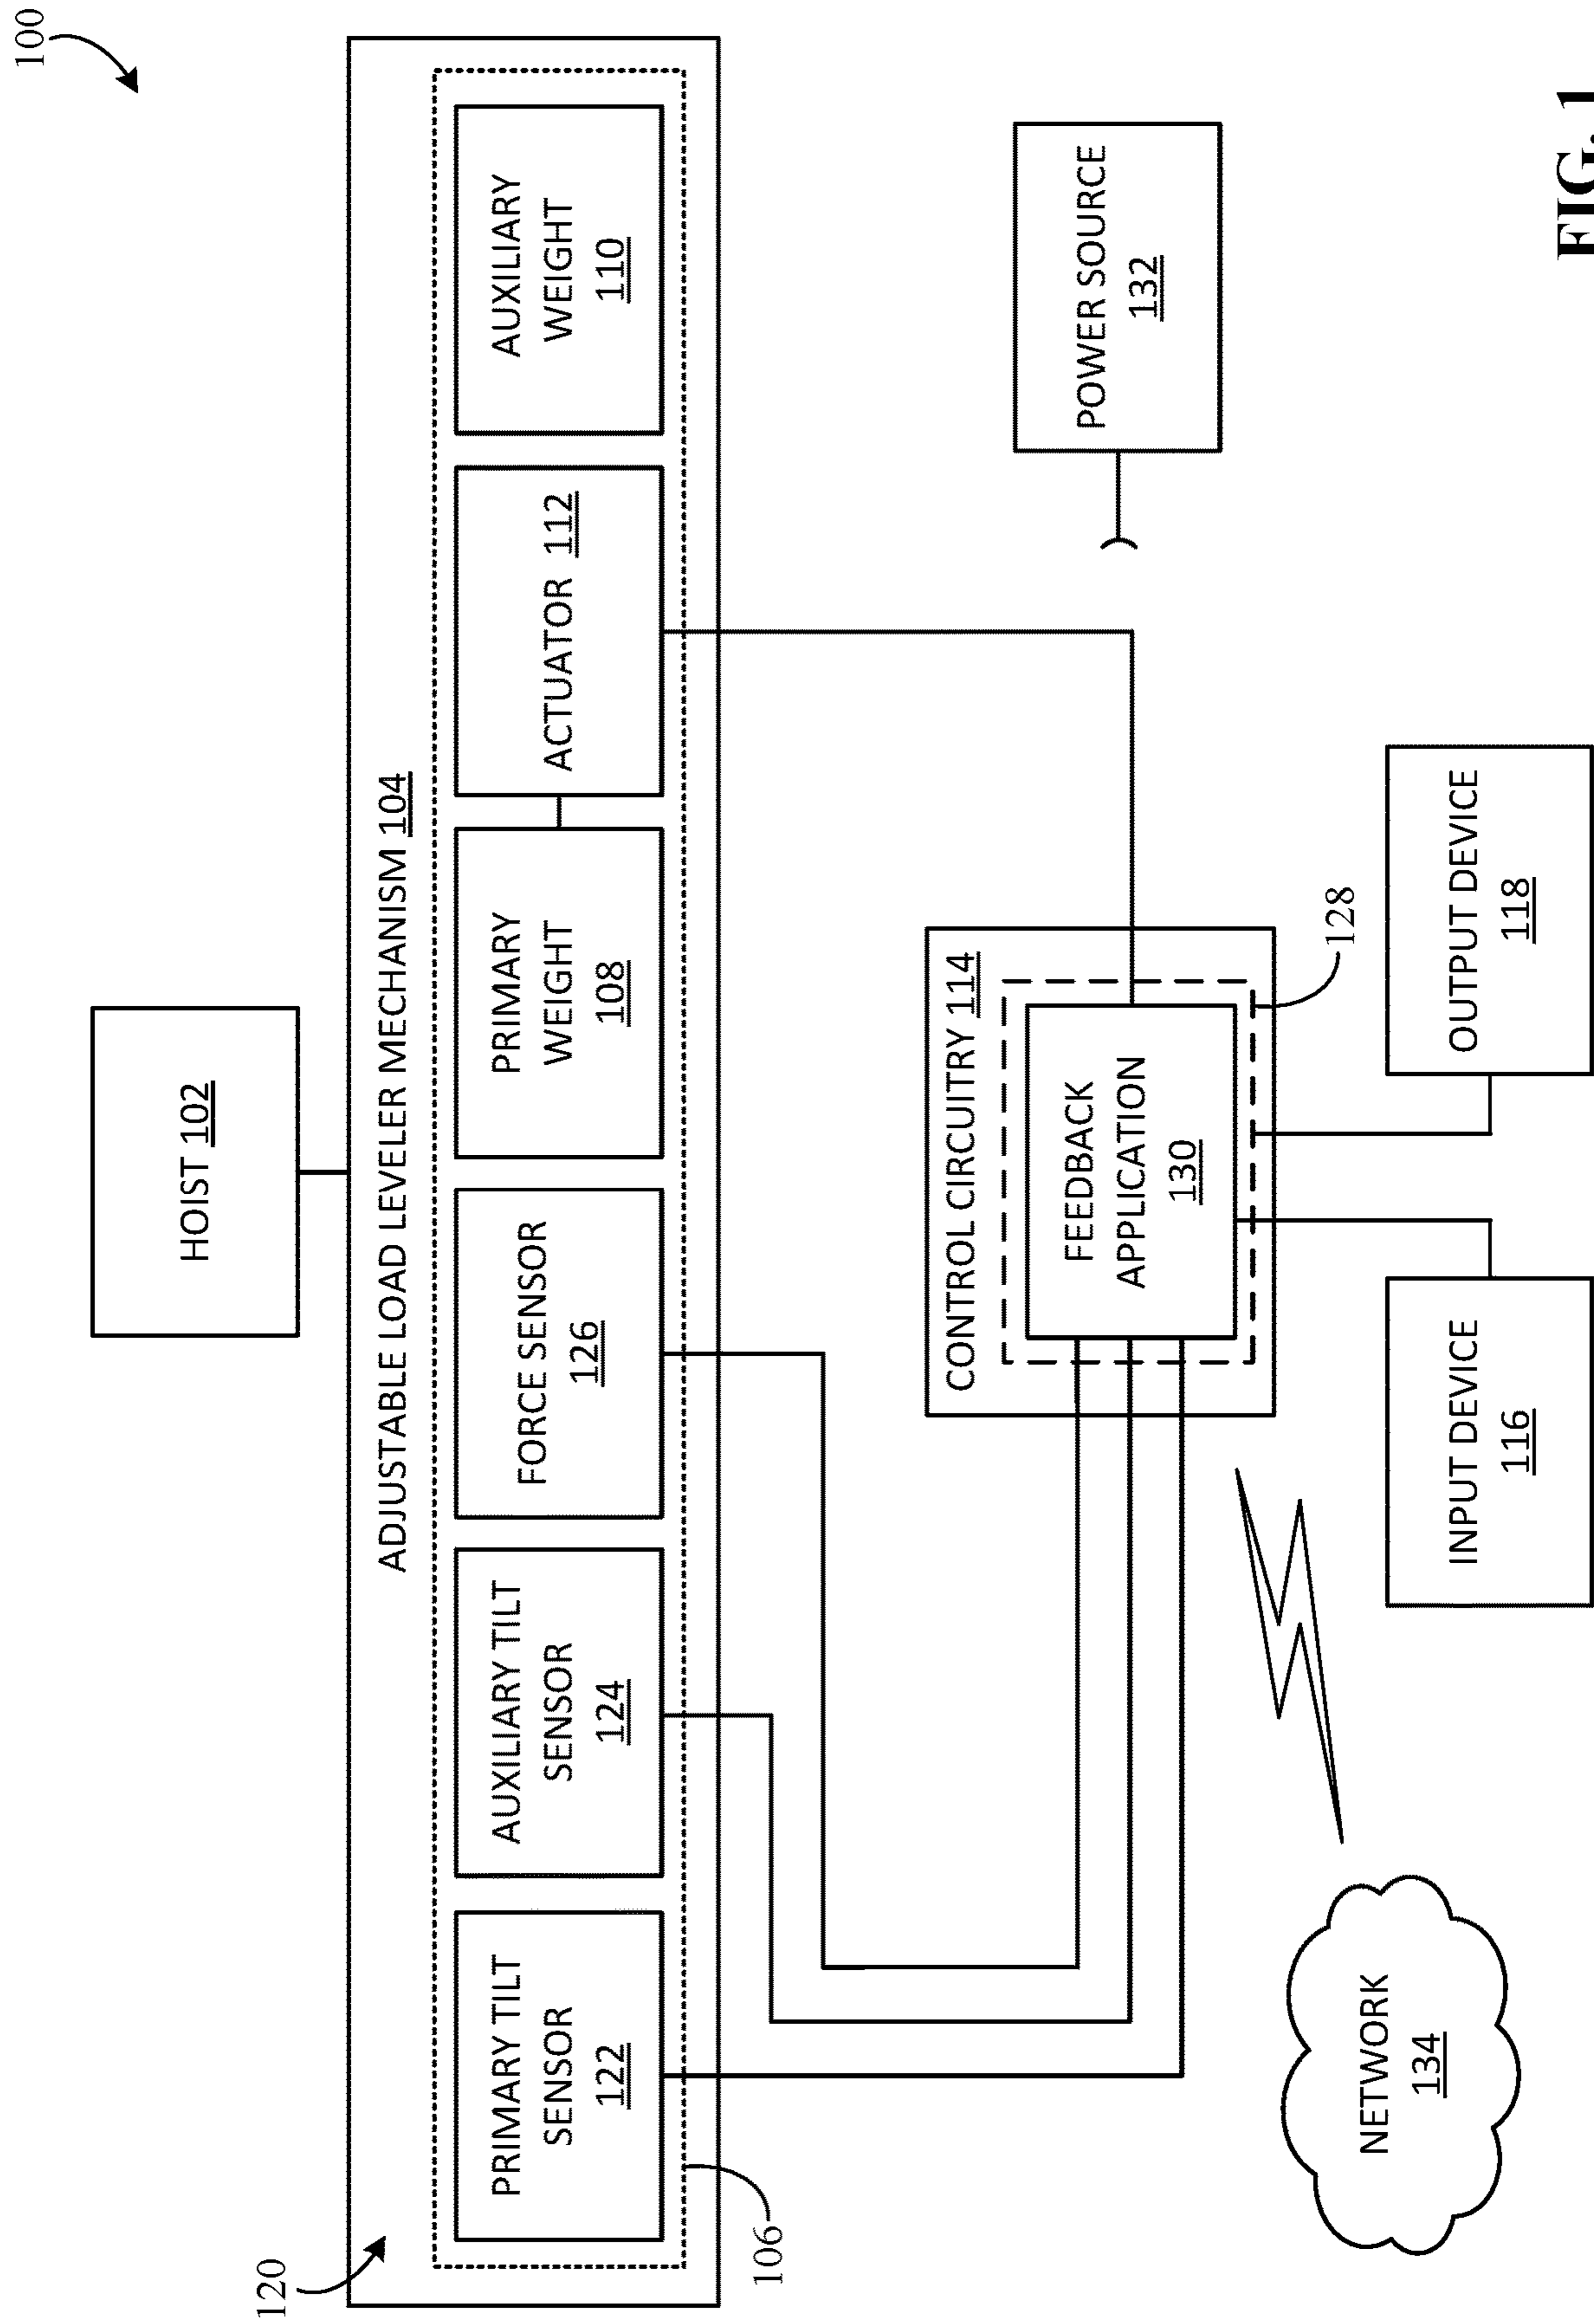 100
HOIST 102
120
ADJUSTABLE LOAD LEVELER MECHANISM 104
PRIMARY TILT
SENSOR
122
AUXILIARY TILT
SENSOR
124
FORCE SENSOR
126
PRIMARY
WEIGHT
108
ACTUATOR 112
AUXILIARY
WEIGHT
110
106
CONTROL CIRCUITRY 114
FEEDBACK
APPLICATION
130
128
POWER SOURCE
132
NETWORK
134
INPUT DEVICE
116
OUTPUT DEVICE
118
FIG. 1